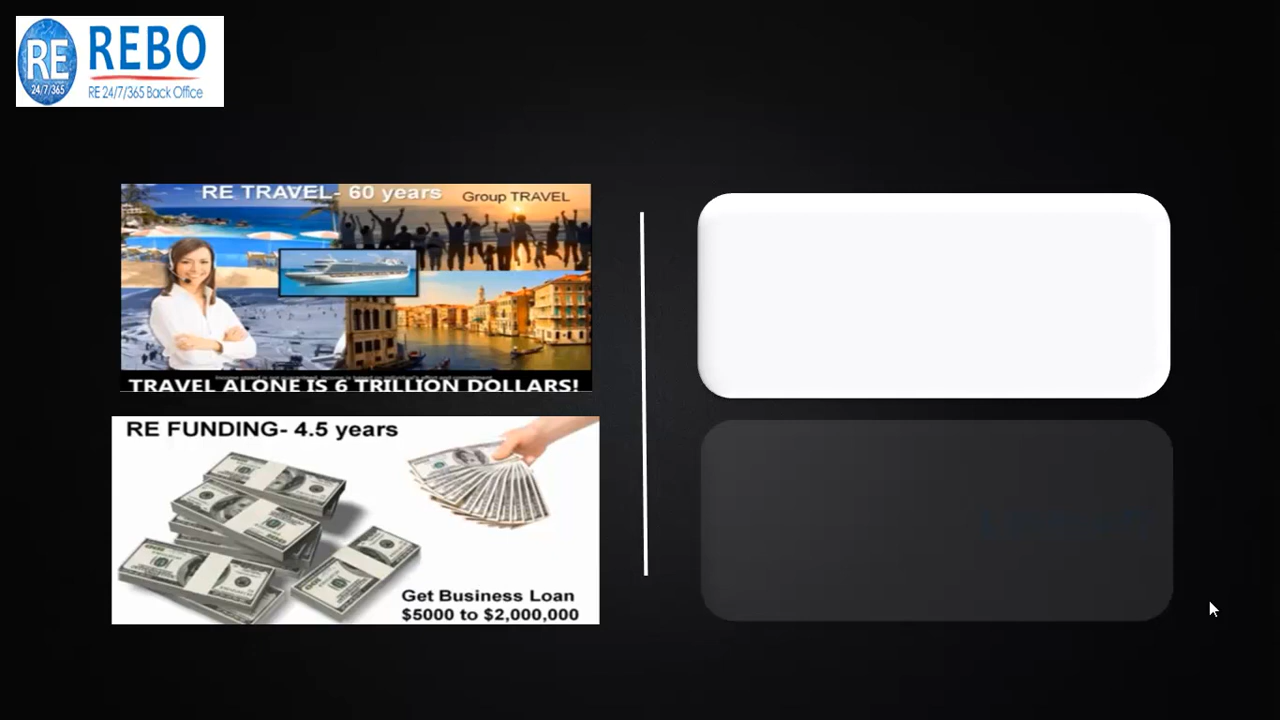 RE
24/7/365
REBO
RE 24/7/365 Back Office
RE TRAVEL- 60 years
Group TRAVEL
TRAVEL ALONE IS 6 TRILLION DOLLARS!
RE FUNDING- 4.5 years
Get Business Loan
$5000 to $2,000,000